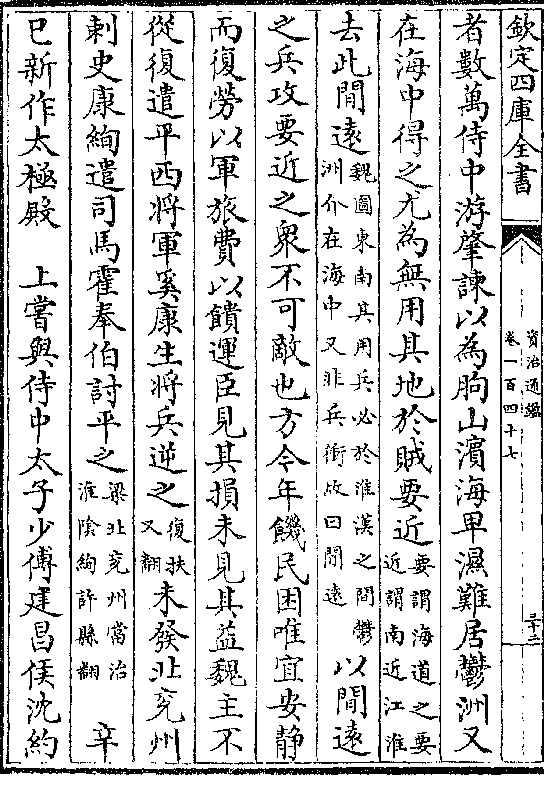 欽定四庫全書
資治通鑑
卷一百四十七
三十二
者數萬侍中游肇諫以為朐山濱海卑濕難居鬱洲又
在海中得之尤為無用其地於賊要近要謂海道之要近謂南近江淮
去此閒遠魏圖東南其用兵必於淮漢之間鬱洲介在海中又非兵衝故曰閒遠以閒遠
之兵攻要近之衆不可敵也方今年饑民困唯宜安静
而復勞以軍旅費以饋運臣見其損未見其益魏主不
從復遣平西將軍奚康生將兵逆之復扶又翻未發北兖州
刺史康絢遣司馬霍奉伯討平之梁北兖州當治淮陰絢許縣翻辛
巳新作太極殿　上嘗與侍中太子少傅建昌侯沈約